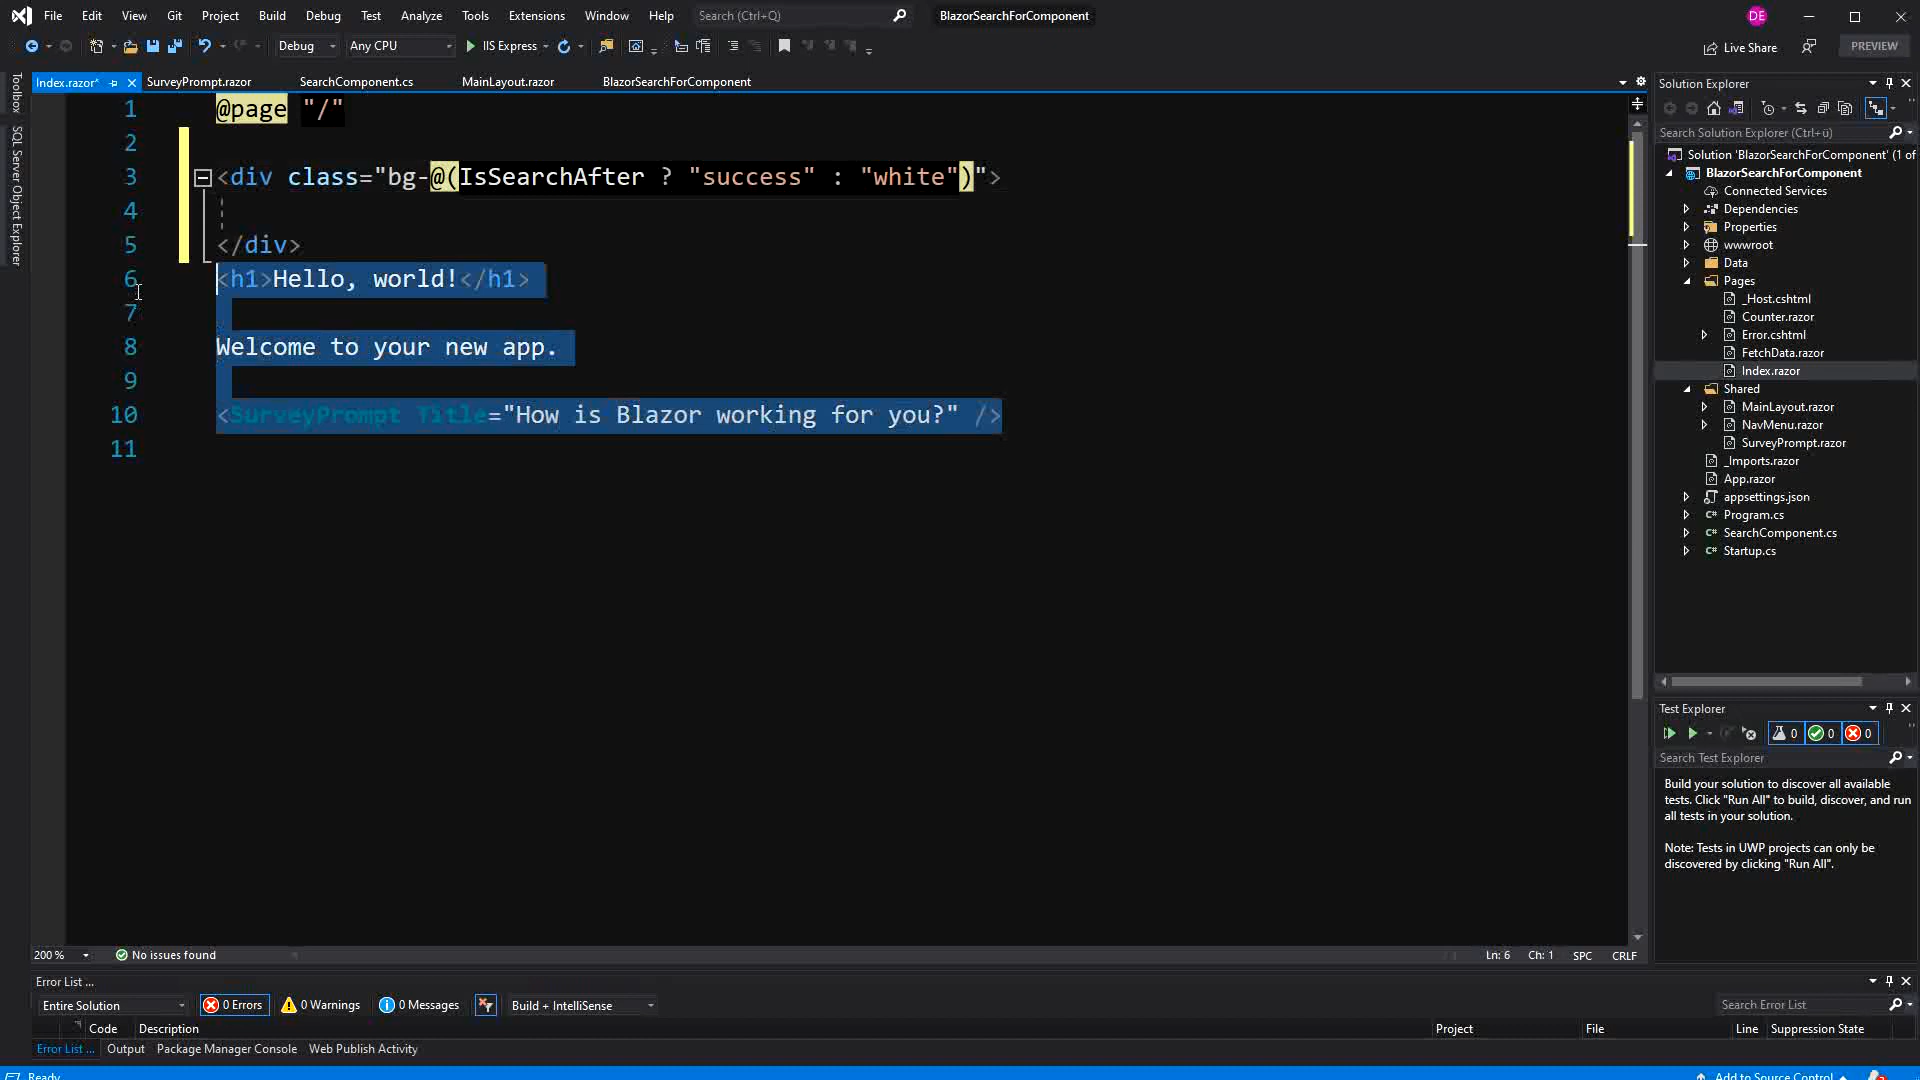 File Edit View Git Project Build Debug Test Analyze Tools Extensions Window Help Search (Ctrl+Q) BlazorSearchForComponent DE
Debug Any CPU IIS Express Live Share PREVIEW
Index.razor* SurveyPrompt.razor SearchComponent.cs MainLayout.razor BlazorSearchForComponent
Toolbox
SQL Server Object Explorer
1 @page "/"
2
3 <div class="bg-@(IsSearchAfter ? "success" : "white")">
4
5 </div>
6 <h1>Hello, world!</h1>
7
8 Welcome to your new app.
9
10 <SurveyPrompt Title="How is Blazor working for you?" />
11
200 % No issues found Ln: 6 Ch: 1 SPC CRLF
Solution Explorer
Search Solution Explorer (Ctrl+ü)
Solution 'BlazorSearchForComponent' (1 of
BlazorSearchForComponent
Connected Services
Dependencies
Properties
wwwroot
Data
Pages
_Host.cshtml
Counter.razor
Error.cshtml
FetchData.razor
Index.razor
Shared
MainLayout.razor
NavMenu.razor
SurveyPrompt.razor
_Imports.razor
App.razor
appsettings.json
C# Program.cs
C# SearchComponent.cs
C# Startup.cs
Test Explorer
0 0 0
Search Test Explorer
Build your solution to discover all available
tests. Click "Run All" to build, discover, and run
all tests in your solution.
Note: Tests in UWP projects can only be
discovered by clicking "Run All".
Error List ...
Entire Solution 0 Errors 0 Warnings 0 Messages Build + IntelliSense Search Error List
Code Description Project File Line Suppression State
Error List ... Output Package Manager Console Web Publish Activity
Ready Add to Source Control